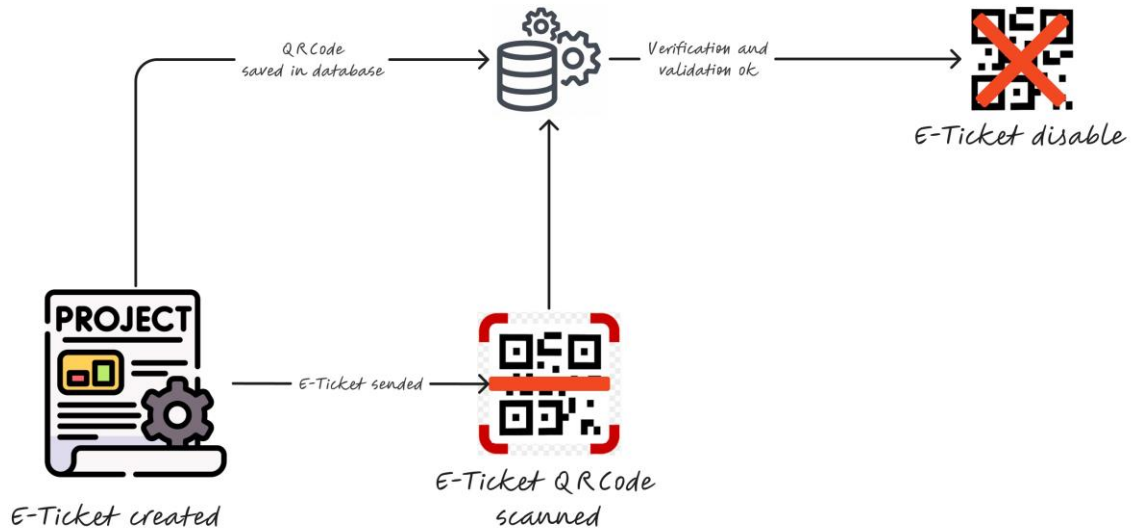 QRCode
saved in database
Verification and
validation ok
E-Ticket disable
PROJECT
E-Ticket sended
E-Ticket QRCode
scanned
E-Ticket created